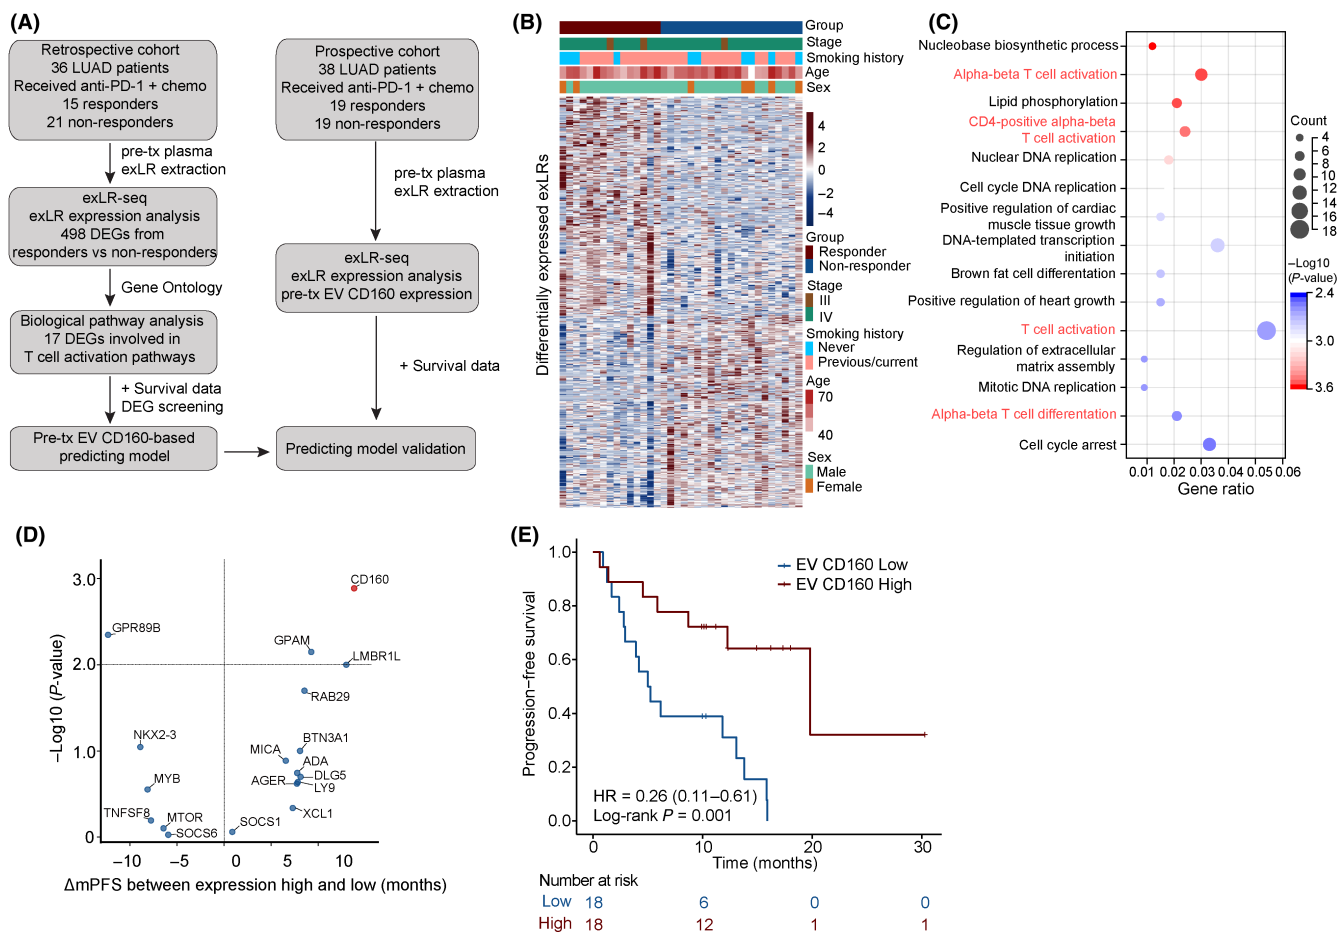 (A)
Retrospective cohort
36 LUAD patients
Received anti-PD-1 + chemo
15 responders
21 non-responders
pre-tx plasma
exLR extraction
exLR-seq
exLR expression analysis
498 DEGs from
responders vs non-responders
Gene Ontology
Biological pathway analysis
17 DEGs involved in
T cell activation pathways
+ Survival data
DEG screening
Pre-tx EV CD160-based
predicting model
Prospective cohort
38 LUAD patients
Received anti-PD-1 + chemo
19 responders
19 non-responders
pre-tx plasma
exLR extraction
exLR-seq
exLR expression analysis
pre-tx EV CD160 expression
+ Survival data
Predicting model validation
(B)
Group
Stage
Smoking history
Age
Sex
Differentially expressed exLRs
4
2
0
−2
−4
Group
Responder
Non-responder
Stage
III
IV
Smoking history
Never
Previous/current
Age
70
40
Sex
Male
Female
(C)
Nucleobase biosynthetic process
Alpha-beta T cell activation
Lipid phosphorylation
CD4-positive alpha-beta
T cell activation
Nuclear DNA replication
Cell cycle DNA replication
Positive regulation of cardiac
muscle tissue growth
DNA-templated transcription
initiation
Brown fat cell differentiation
Positive regulation of heart growth
T cell activation
Regulation of extracellular
matrix assembly
Mitotic DNA replication
Alpha-beta T cell differentation
Cell cycle arrest
0.01 0.02 0.03 0.04 0.05 0.06
Gene ratio
Count
4
6
8
10
12
14
16
18
−Log10
(P-value)
2.4
3.0
3.6
(D)
−Log10 (P-value)
3.0
2.0
1.0
0
CD160
GPR89B
GPAM
LMBR1L
RAB29
NKX2-3
BTN3A1
MICA
ADA
MYB
AGER
DLG5
LY9
TNFSF8
MTOR
SOCS6
SOCS1
XCL1
−10 −5 0 5 10
ΔmPFS between expression high and low (months)
(E)
Progression−free survival
1.0
0.8
0.6
0.4
0.2
0.0
EV CD160 Low
EV CD160 High
HR = 0.26 (0.11–0.61)
Log-rank P = 0.001
0 10 20 30
Time (months)
Number at risk
Low 18 6 0 0
High 18 12 1 1